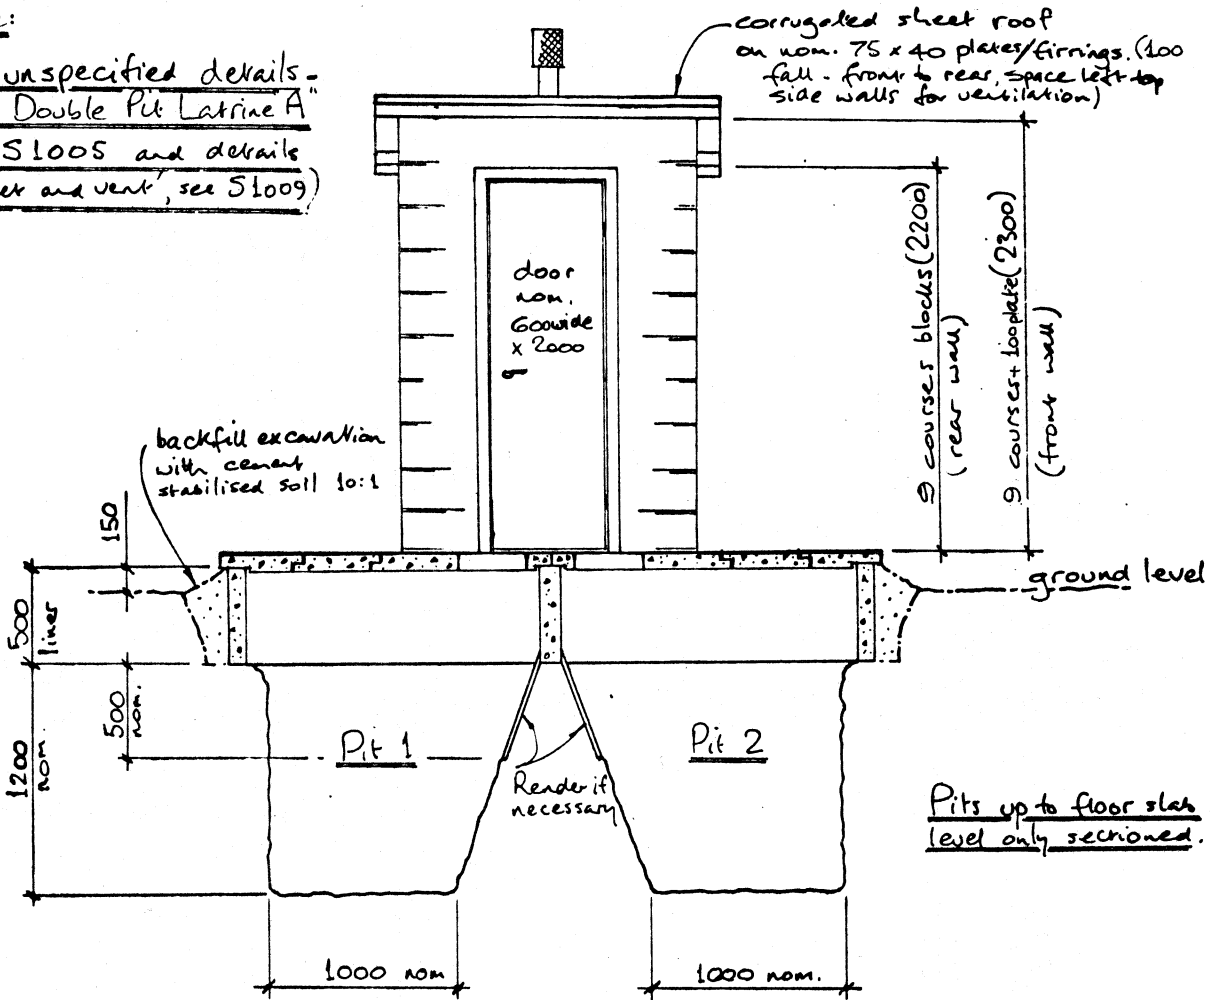 unspecified details -
Double Pit Latrine A"
S1005 and details
and vent', see S1009)
corrugated sheet roof
on nom. 75 x 40 plates/firrings. (100
fall - front to rear, space left top
side walls for ventilation)
door
nom.
600wide
x 2000
9 courses blocks (2200)
(rear wall)
9 courses + 100plate (2300)
(front wall)
backfill excavation
with cement
stabilised soil 10:1
150
500
liner
ground level
500
nom.
1200
nom.
Pit 1
Pit 2
Render if
necessary
Pits up to floor slab
level only sectioned.
1000 nom
1000 nom.